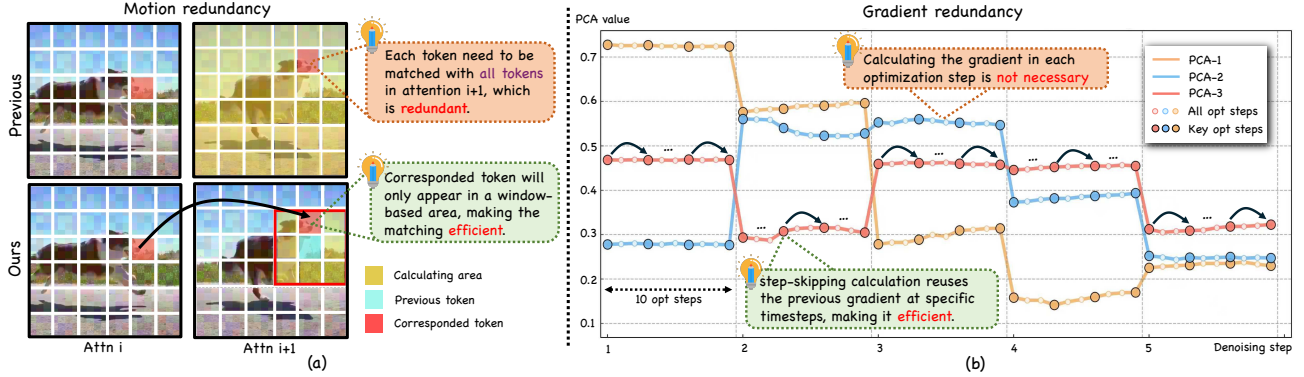 Motion redundancy
Previous
Each token need to be
matched with all tokens
in attention i+1, which
is redundant.
Ours
Corresponded token will
only appear in a window-
based area, making the
matching efficient.
Calculating area
Previous token
Corresponded token
Attn i
Attn i+1
(a)
PCA value
Gradient redundancy
0.7
0.6
0.5
0.4
0.3
0.2
0.1
Calculating the gradient in each
optimization step is not necessary
PCA-1
PCA-2
PCA-3
All opt steps
Key opt steps
...
...
...
...
...
...
...
...
10 opt steps
step-skipping calculation reuses
the previous gradient at specific
timesteps, making it efficient.
1
2
3
4
5
Denoising step
(b)